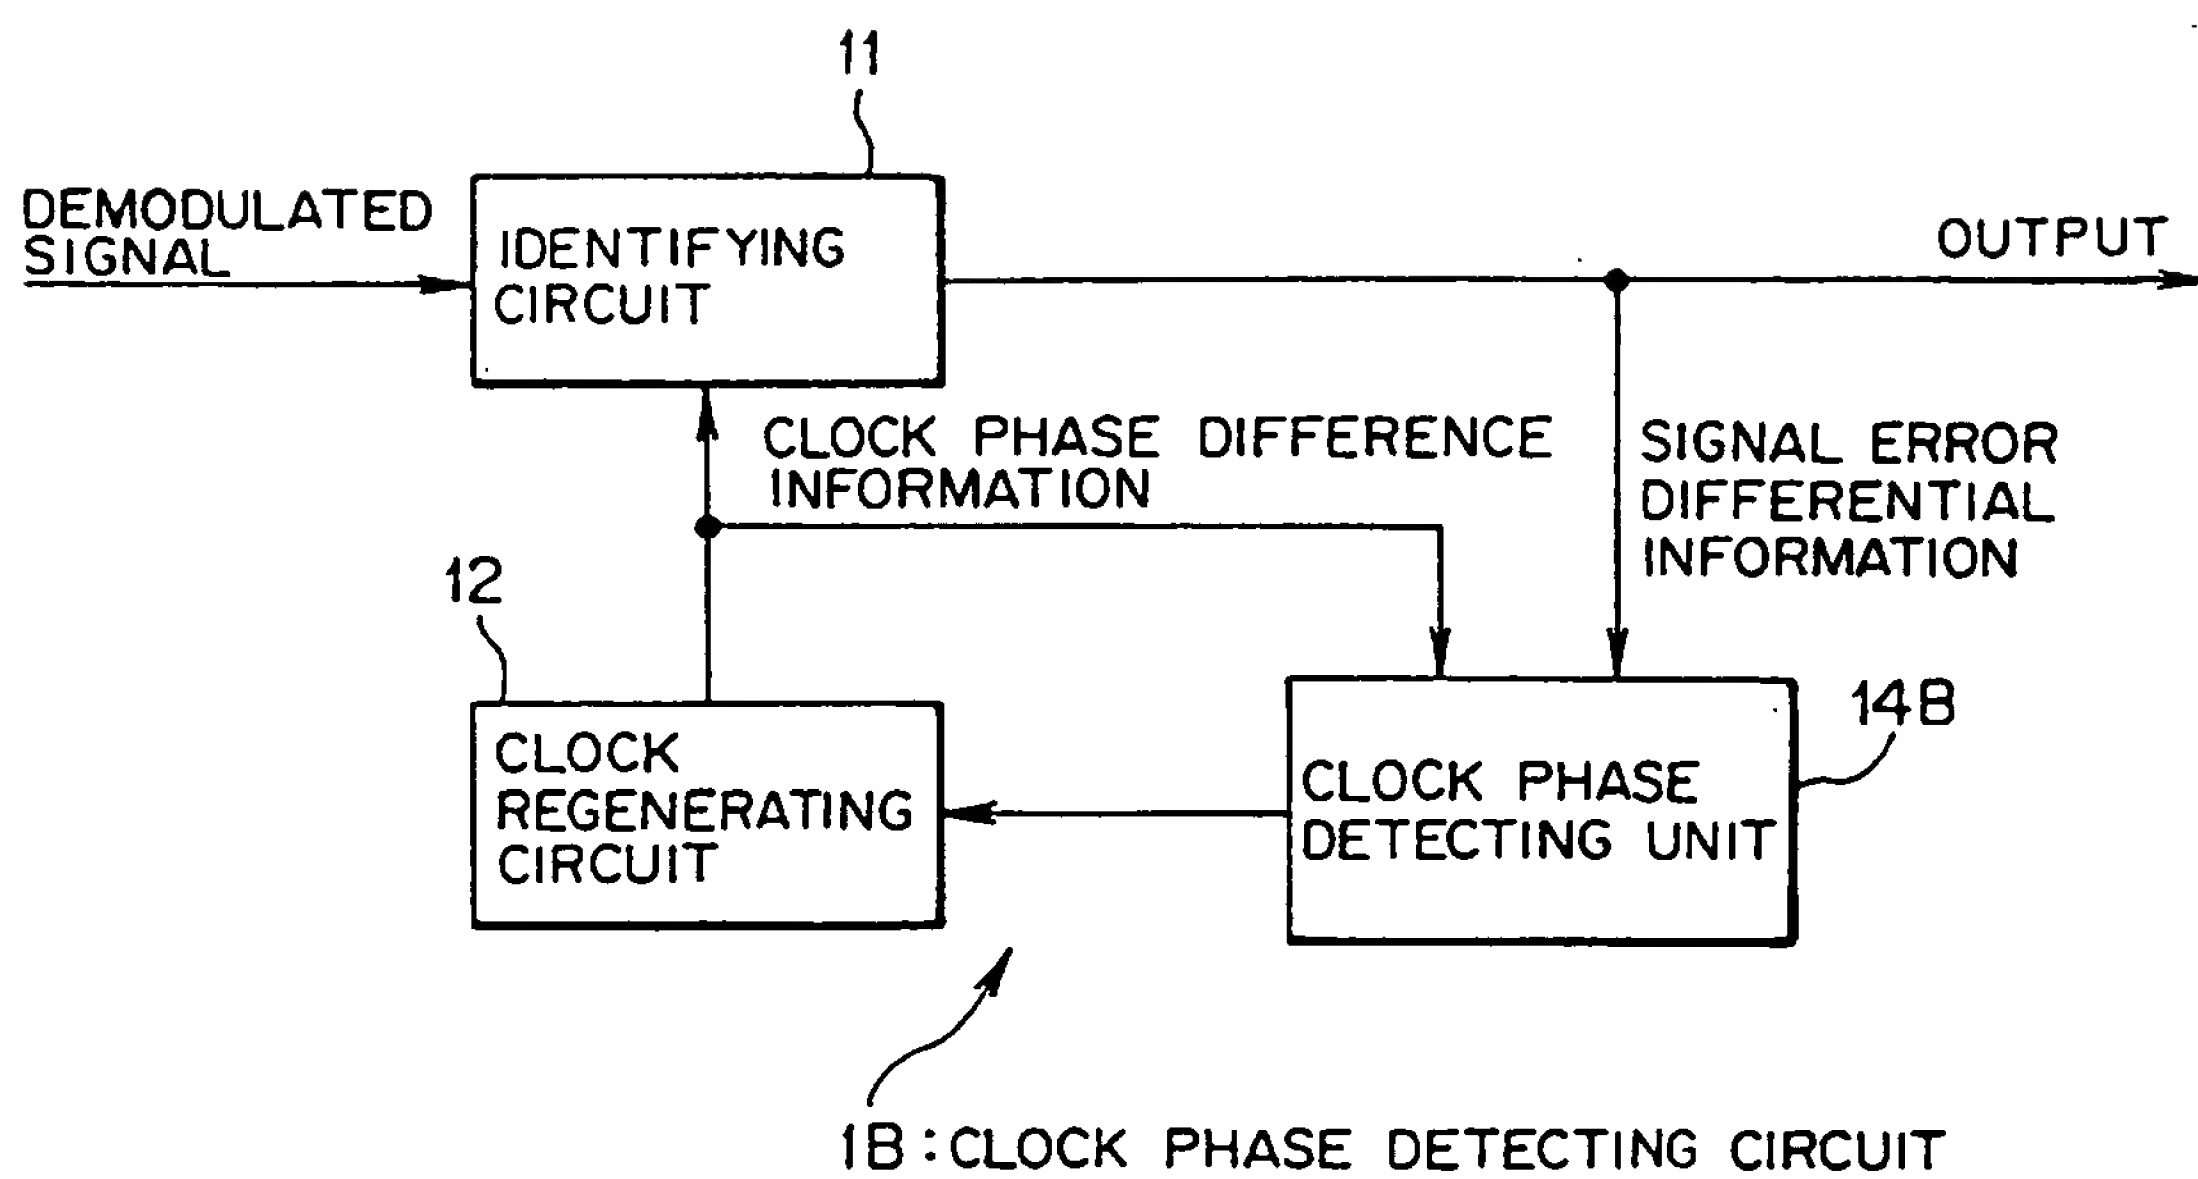 11
DEMODULATED
SIGNAL
IDENTIFYING
CIRCUIT
OUTPUT
CLOCK PHASE DIFFERENCE
INFORMATION
SIGNAL ERROR
DIFFERENTIAL
INFORMATION
12
CLOCK
REGENERATING
CIRCUIT
14B
CLOCK PHASE
DETECTING UNIT
1B : CLOCK PHASE DETECTING CIRCUIT